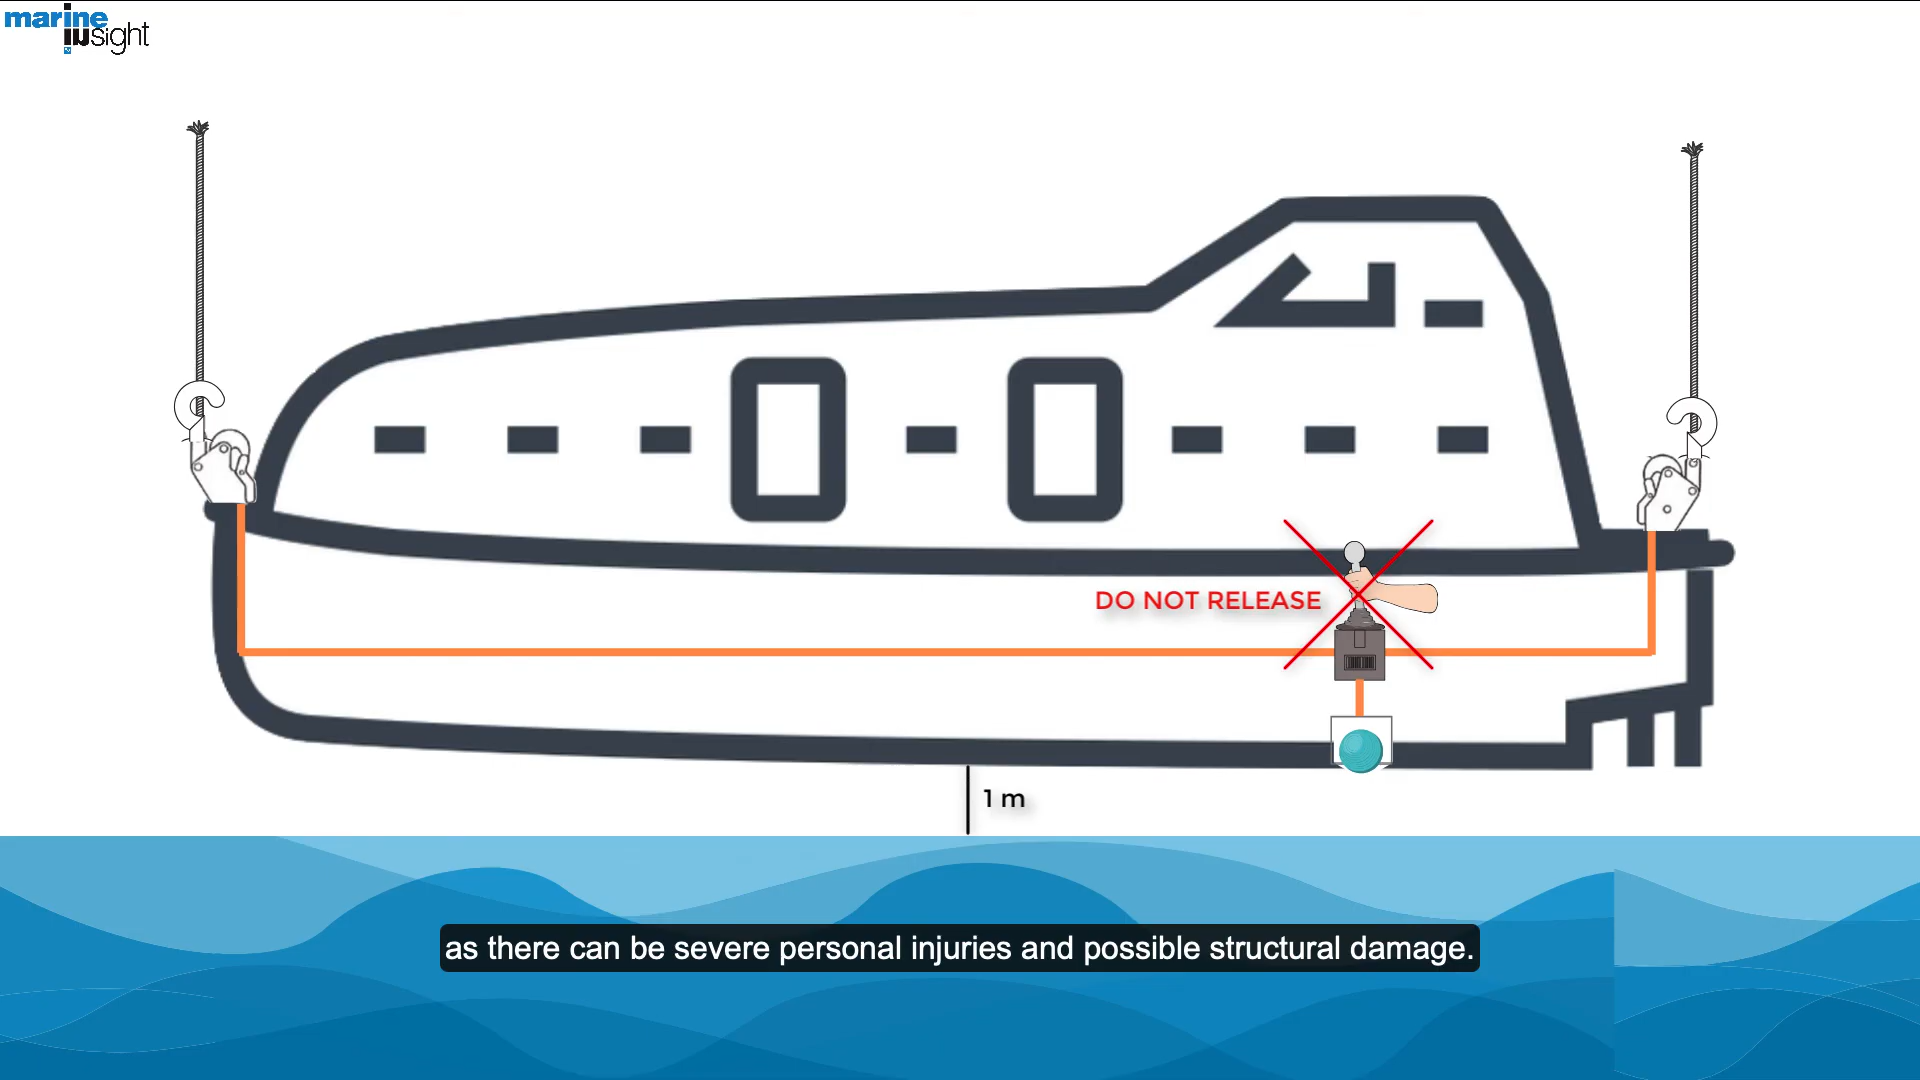 marine
insight
DO NOT RELEASE
1 m
as there can be severe personal injuries and possible structural damage.